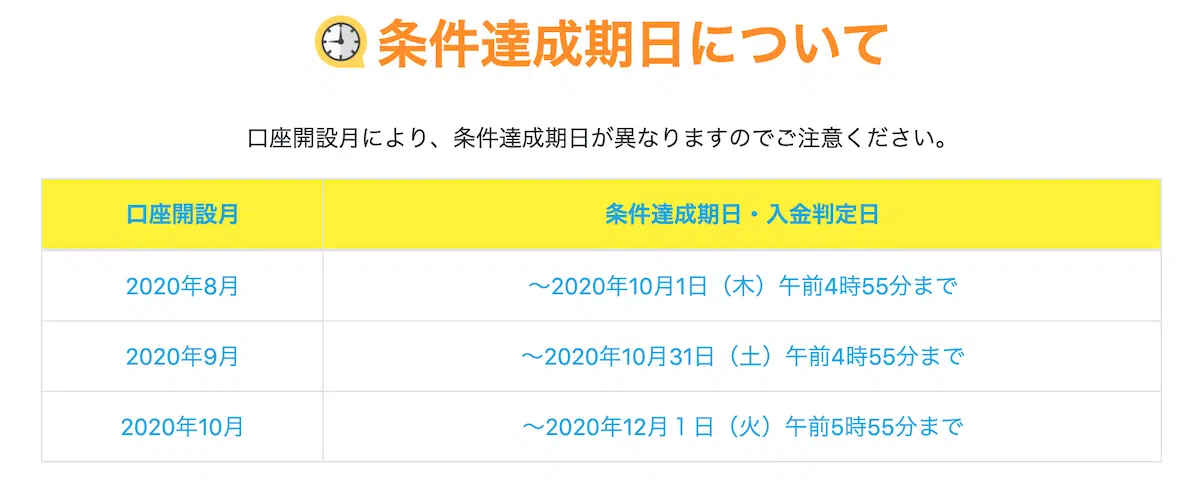 条件達成期日について
口座開設月により、条件達成期日が異なりますのでご注意ください。
口座開設月 条件達成期日・入金判定日
2020年8月 〜2020年10月1日（木）午前4時55分まで
2020年9月 〜2020年10月31日（土）午前4時55分まで
2020年10月 〜2020年12月１日（火）午前5時55分まで